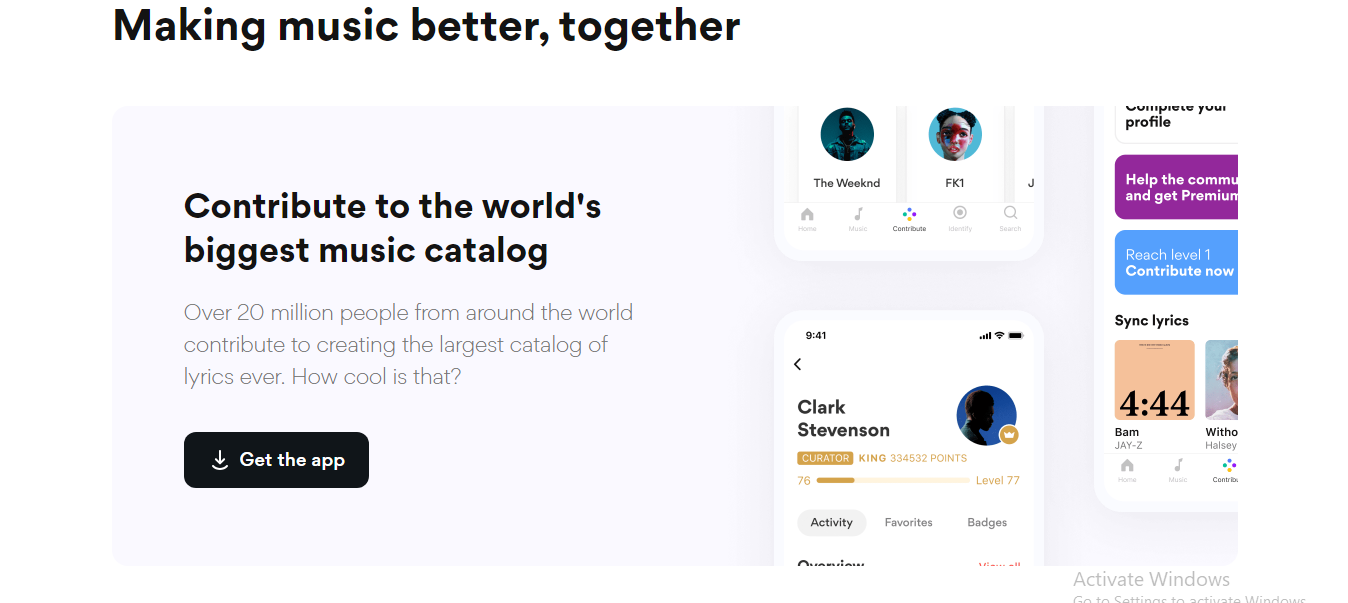 Making music better, together
Contribute to the world's
biggest music catalog
Over 20 million people from around the world
contribute to creating the largest catalog of
lyrics ever. How cool is that?
Get the app
The Weeknd
FK1
J
Home
Music
Contribute
Identify
Search
9:41
Clark
Stevenson
CURATOR KING 334532 POINTS
76
Level 77
Activity
Favorites
Badges
Overview
View all
Complete your
profile
Help the commu
and get Premium
Reach level 1
Contribute now
Sync lyrics
4:44
Bam
JAY-Z
Witho
Halsey
Home
Music
Contribu
Activate Windows
Go to Settings to activate Windows.